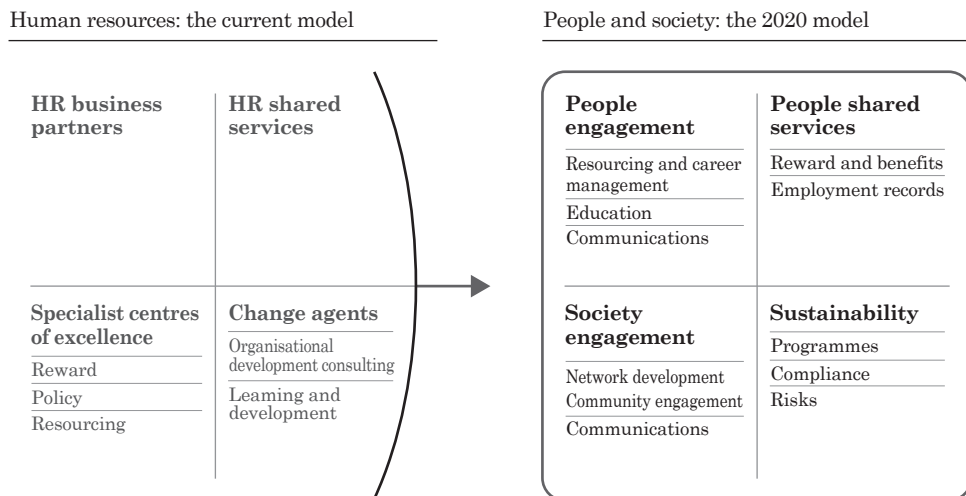 Human resources: the current model
People and society: the 2020 model
HR business
partners
HR shared
services
Specialist centres
of excellence
Reward
Policy
Resourcing
Change agents
Organisational
development consulting
Learning and
development
People
engagement
Resourcing and career
management
Education
Communications
People shared
services
Reward and benefits
Employment records
Society
engagement
Network development
Community engagement
Communications
Sustainability
Programmes
Compliance
Risks